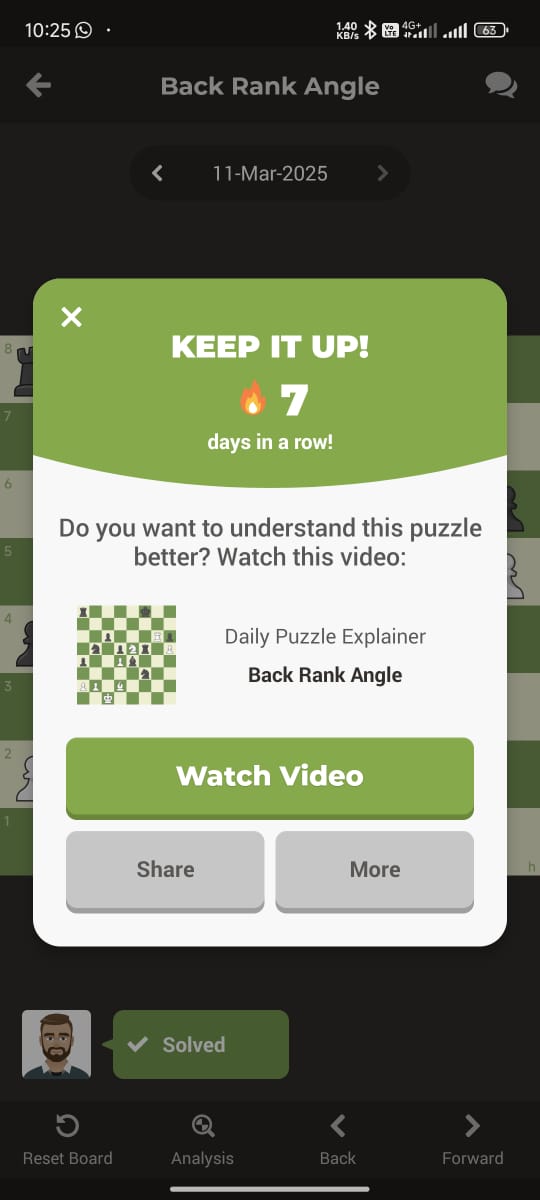 10:25
1.40
KB/s
Vo
LTE
4G+
63
Back Rank Angle
11-Mar-2025
KEEP IT UP!
7
days in a row!
8
7
6
5
4
3
2
1
h
Do you want to understand this puzzle
better? Watch this video:
Daily Puzzle Explainer
Back Rank Angle
Watch Video
Share
More
Solved
Reset Board
Analysis
Back
Forward